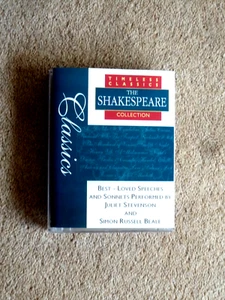 TIMELESS
CLASSICS
THE
SHAKESPEARE
COLLECTION
Classics
BEST - LOVED SPEECHES
AND SONNETS PERFORMED BY
JULIET STEVENSON
AND
SIMON RUSSELL BEALE